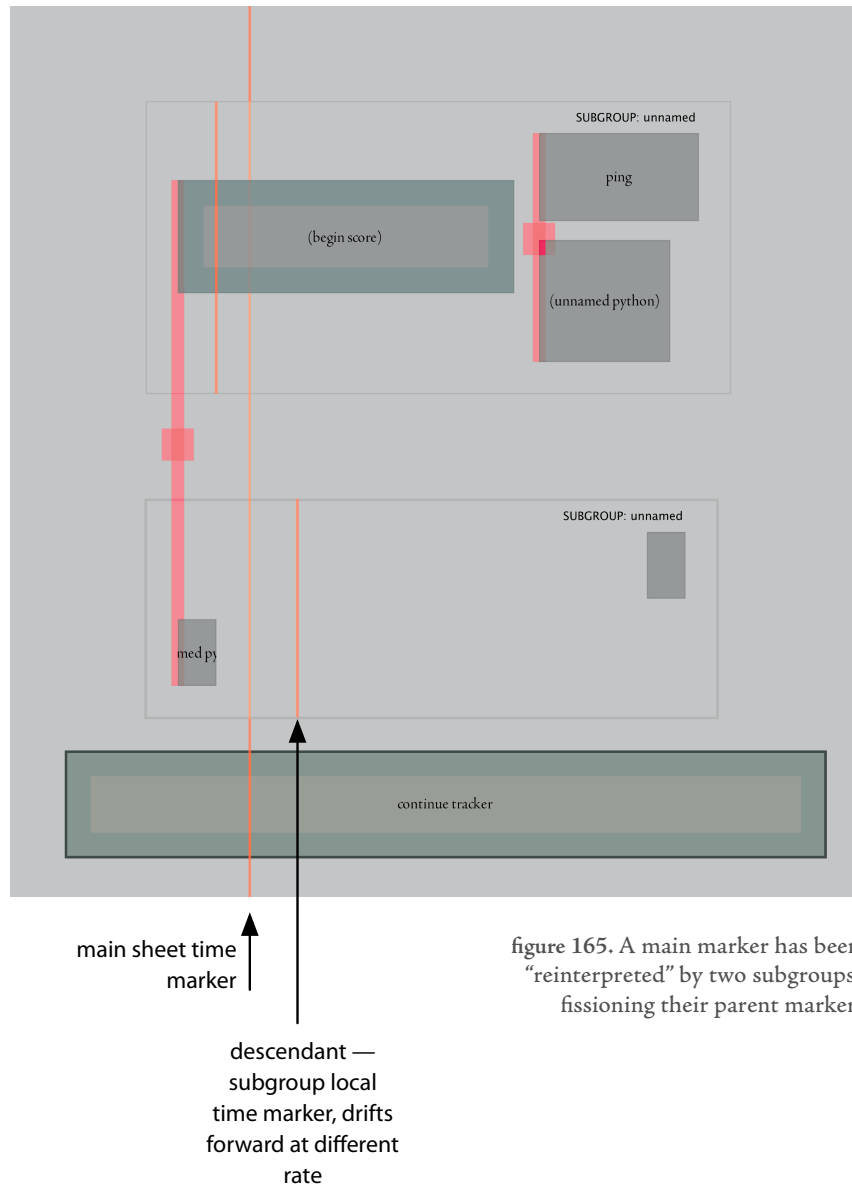 SUBGROUP: unnamed
ping
(begin score)
(unnamed python)
SUBGROUP: unnamed
med py
continue tracker
main sheet time
marker
figure 165. A main marker has been
“reinterpreted” by two subgroups
fissioning their parent marker
descendant —
subgroup local
time marker, drifts
forward at different
rate